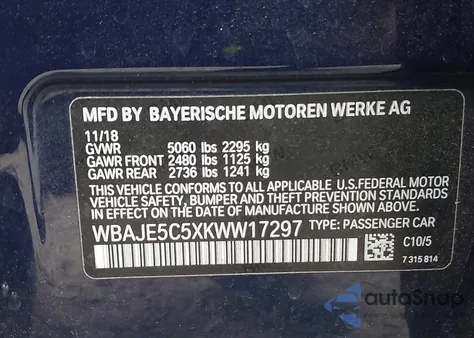 MFD BY BAYERISCHE MOTOREN WERKE AG
11/18
GVWR 5060 lbs 2295 kg
GAWR FRONT 2480 lbs 1125 kg
GAWR REAR 2736 lbs 1241 kg
THIS VEHICLE CONFORMS TO ALL APPLICABLE U.S.FEDERAL MOTOR
VEHICLE SAFETY, BUMPER AND THEFT PREVENTION STANDARDS IN
EFFECT ON THE DATE OF MANUFACTURE SHOWN ABOVE.
WBAJE5C5XKWW17297 TYPE: PASSENGER CAR
C10/5
7 315 814
autoSnap